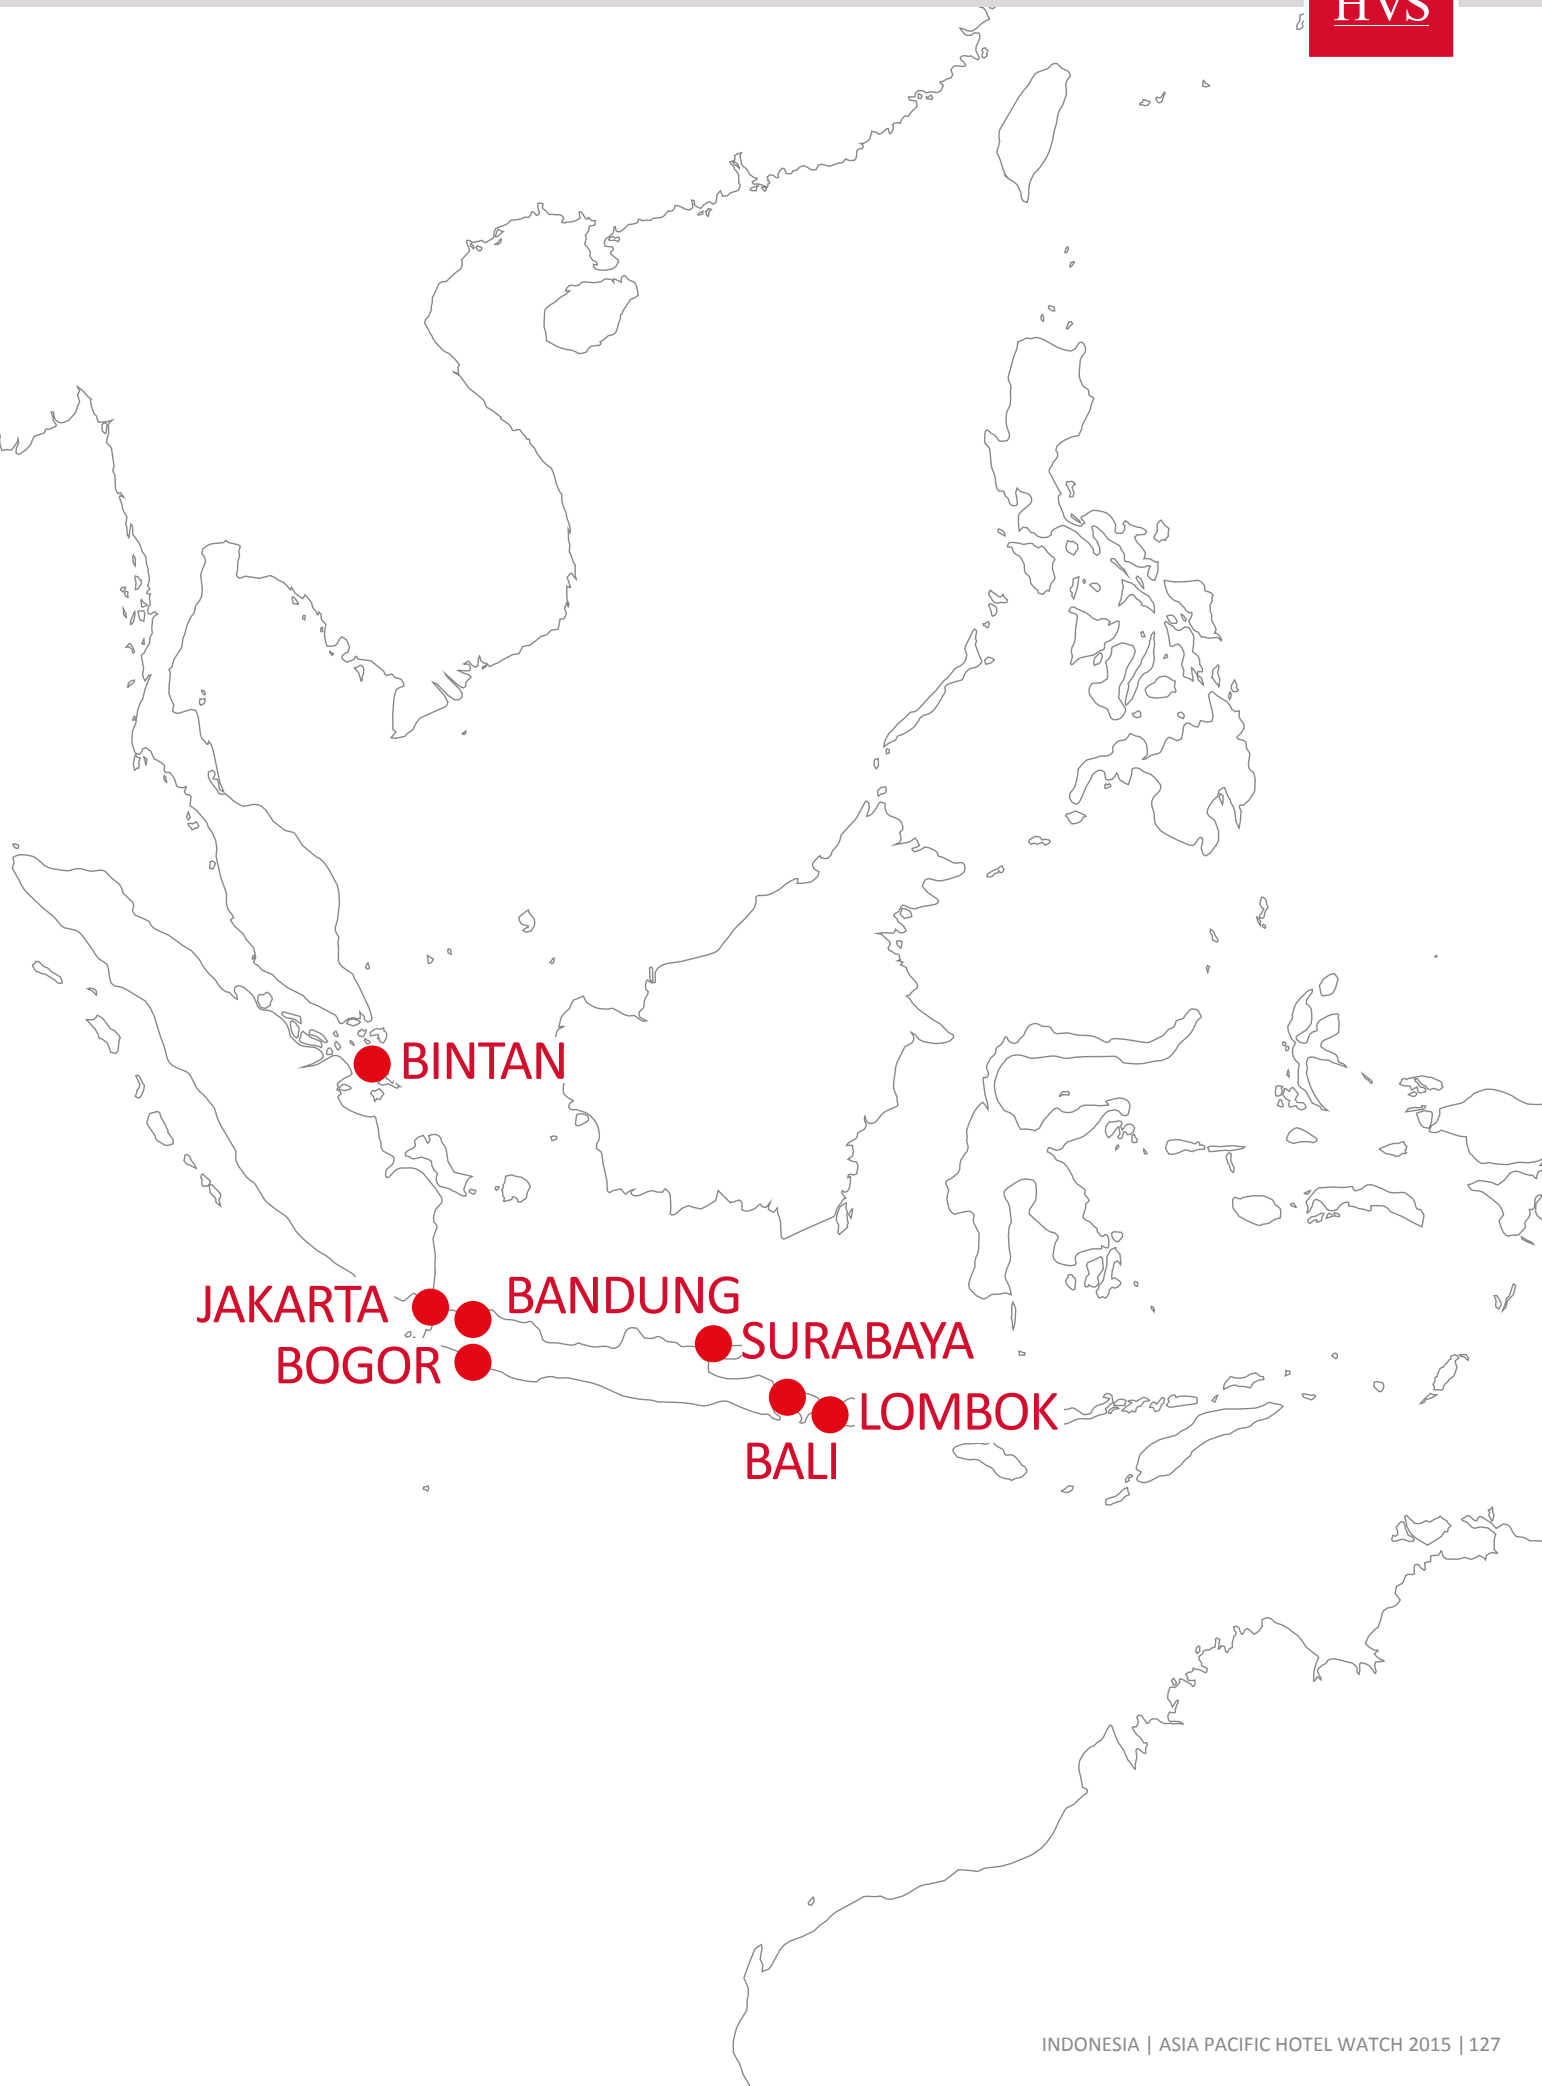 HVS
BINTAN
BANDUNG
JAKARTA
SURABAYA
BOGOR
LOMBOK
BALI
INDONESIA | ASIA PACIFIC HOTEL WATCH 2015 | 127